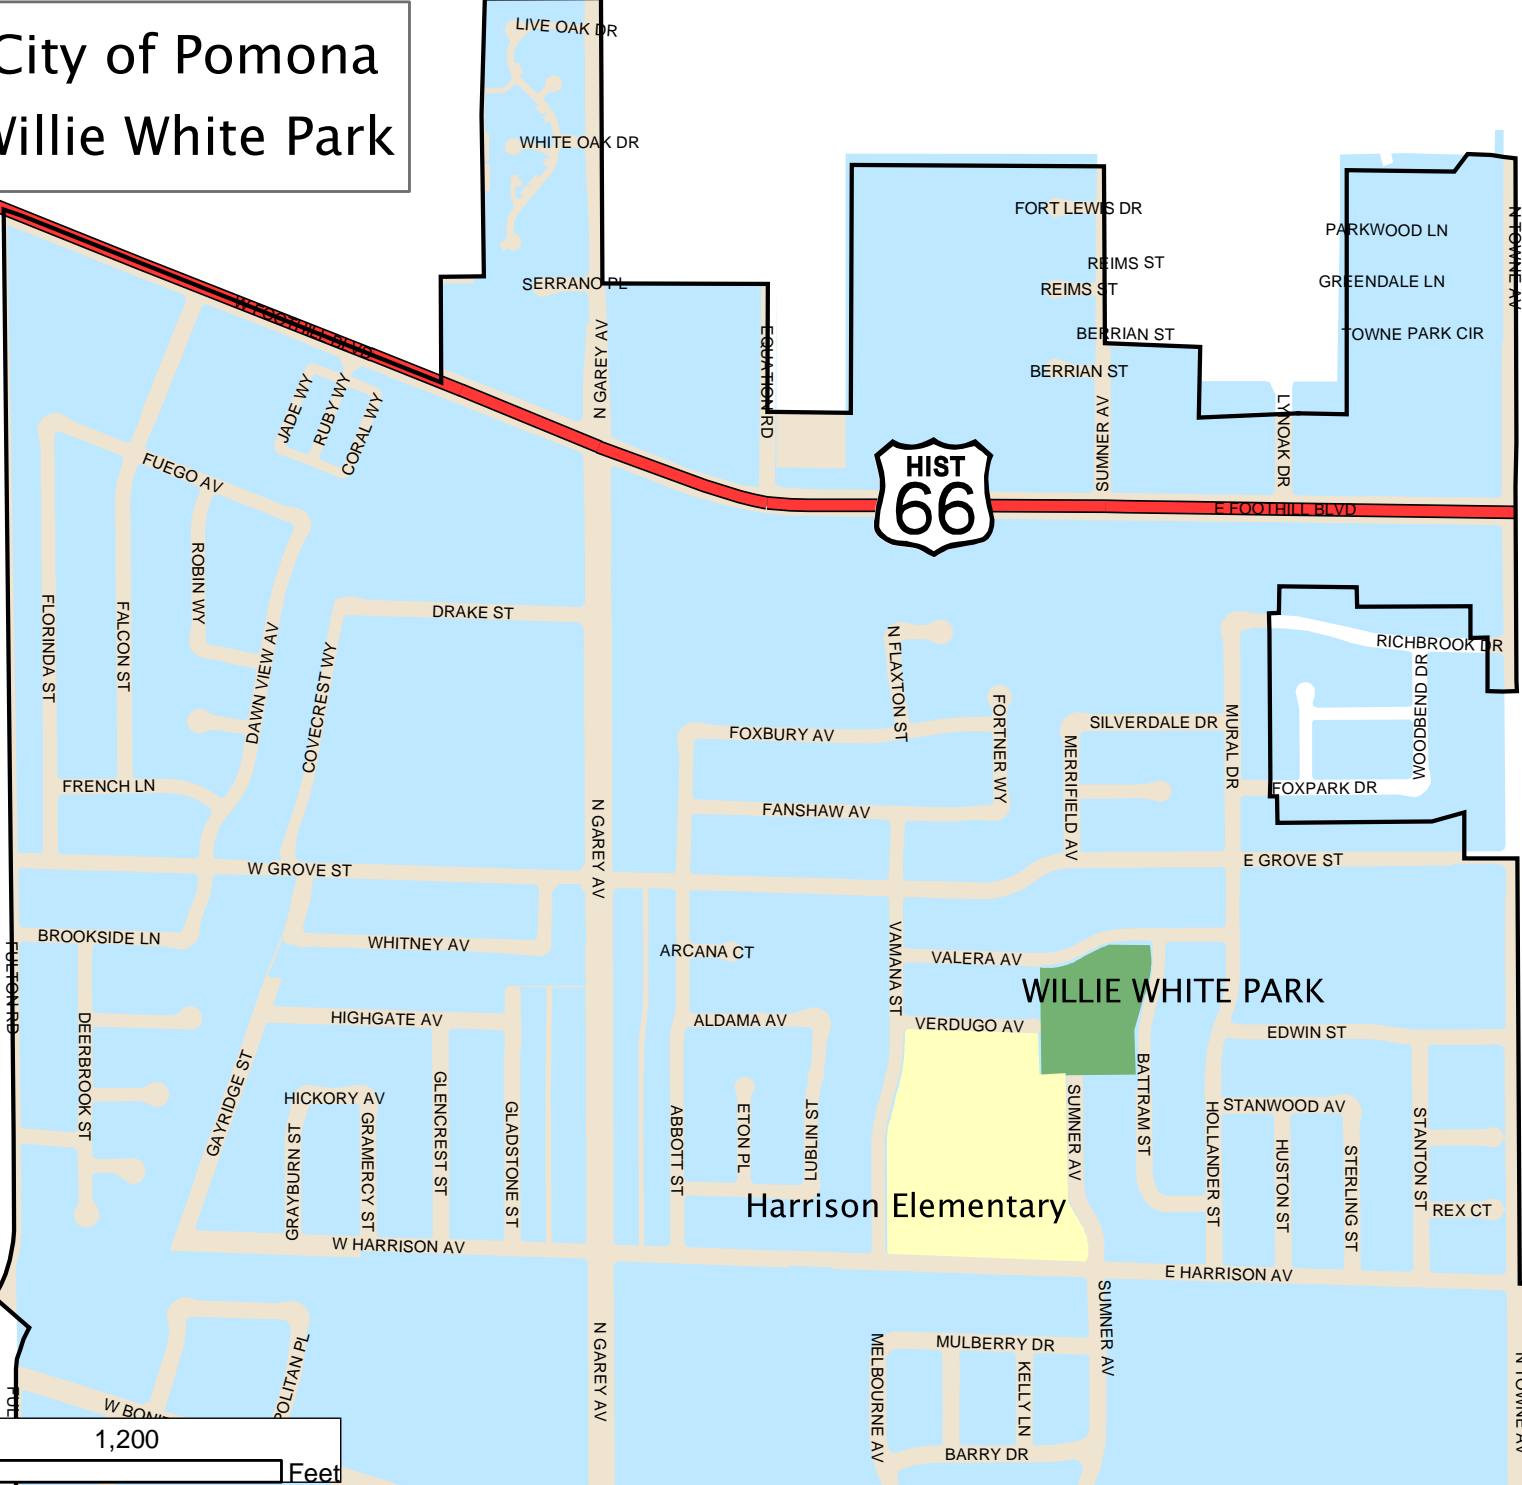 City of Pomona
Willie White Park
LIVE OAK DR
WHITE OAK DR
SERRANO PL
N GAREY AV
EQUATION RD
FORT LEWIS DR
REIMS ST
REIMS ST
BERRIAN ST
BERRIAN ST
SUMNER AV
PARKWOOD LN
GREENDALE LN
TOWNE PARK CIR
N TOWNE AV
LYNOAK DR
W FOOTHILL BLVD
JADE WY
RUBY WY
CORAL WY
FUEGO AV
HIST
66
E FOOTHILL BLVD
FLORINDA ST
FALCON ST
ROBIN WY
DAWN VIEW AV
COVECREST WY
DRAKE ST
FRENCH LN
N FLAXTON ST
FORTNER WY
FOXBURY AV
FANSHAW AV
MERRIFIELD AV
SILVERDALE DR
MURAL DR
RICHBROOK DR
WOODBEND DR
FOXPARK DR
N GAREY AV
W GROVE ST
E GROVE ST
BROOKSIDE LN
WHITNEY AV
ARCANA CT
VAMANA ST
VALERA AV
WILLIE WHITE PARK
FULTON RD
DEERBROOK ST
HIGHGATE AV
ALDAMA AV
VERDUGO AV
EDWIN ST
GAYRIDGE ST
HICKORY AV
GRAYBURN ST
GRAMERCY ST
GLENCREST ST
GLADSTONE ST
ABBOTT ST
ETON PL
LUBLIN ST
SUMNER AV
BATTRAM ST
HOLLANDER ST
STANWOOD AV
HUSTON ST
STERLING ST
STANTON ST
REX CT
Harrison Elementary
W HARRISON AV
E HARRISON AV
N GAREY AV
SUMNER AV
MELBOURNE AV
MULBERRY DR
KELLY LN
BARRY DR
N TOWNE AV
POLITAN PL
W BONIT
FUL
1,200
Feet